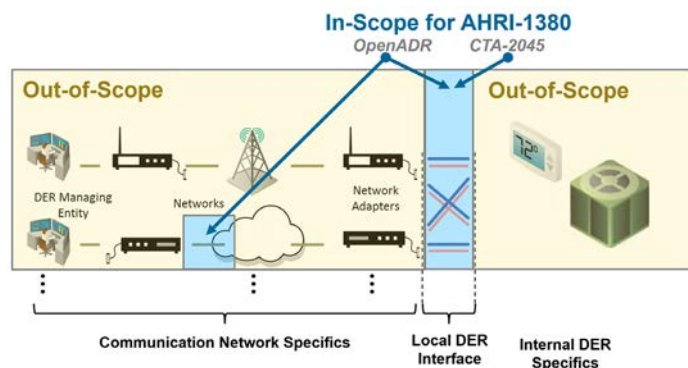 In-Scope for AHRI-1380
OpenADR CTA-2045
Out-of-Scope
Out-of-Scope
72°
DER Managing
Entity
Networks
Network
Adapters
Communication Network Specifics
Local DER
Interface
Internal DER
Specifics